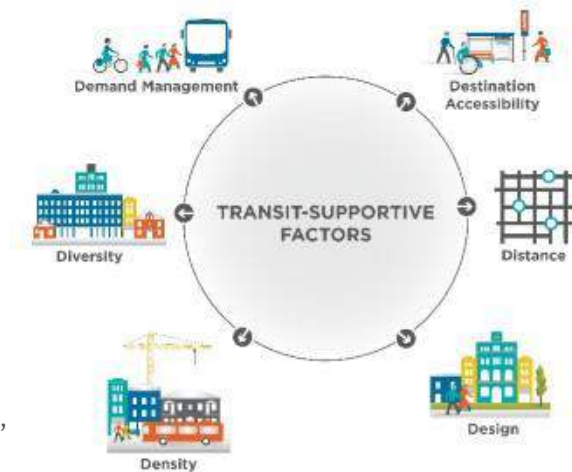 Demand Management
Destination
Accessibility
TRANSIT-SUPPORTIVE
FACTORS
Diversity
Distance
Density
Design
,